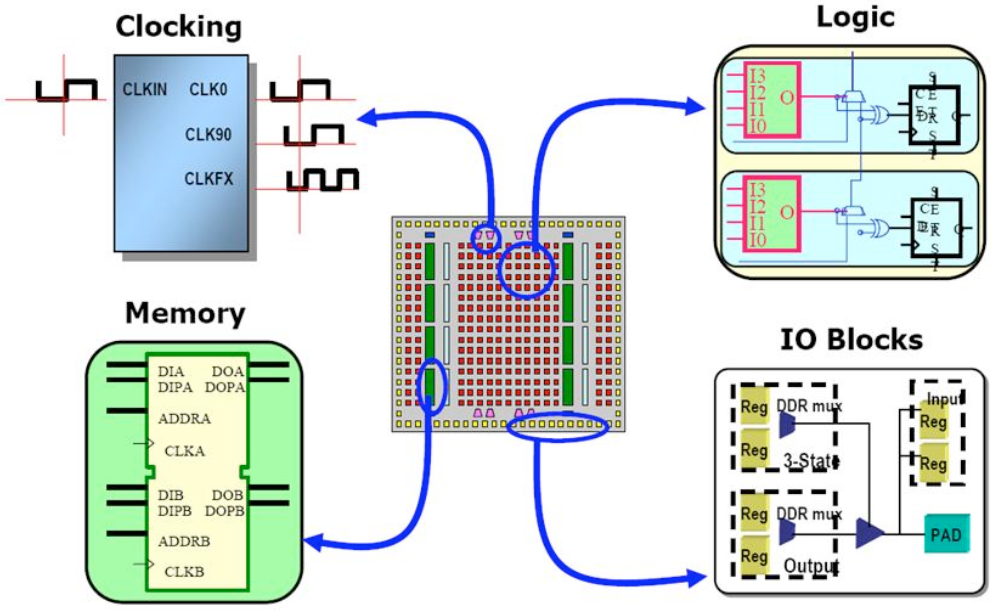 Clocking
CLKIN CLK0
CLK90
CLKFX
Logic
I3
I2
I1
I0
O
I3
I2
I1
I0
O
Memory
DIA DOA
DIPA DOPA
ADDRA
CLKA
DIB DOB
DIPB DOPB
ADDRB
CLKB
IO Blocks
Reg DDR mux
Reg
3-State
Input
Reg
Reg
Reg DDR mux
Reg
Output
PAD